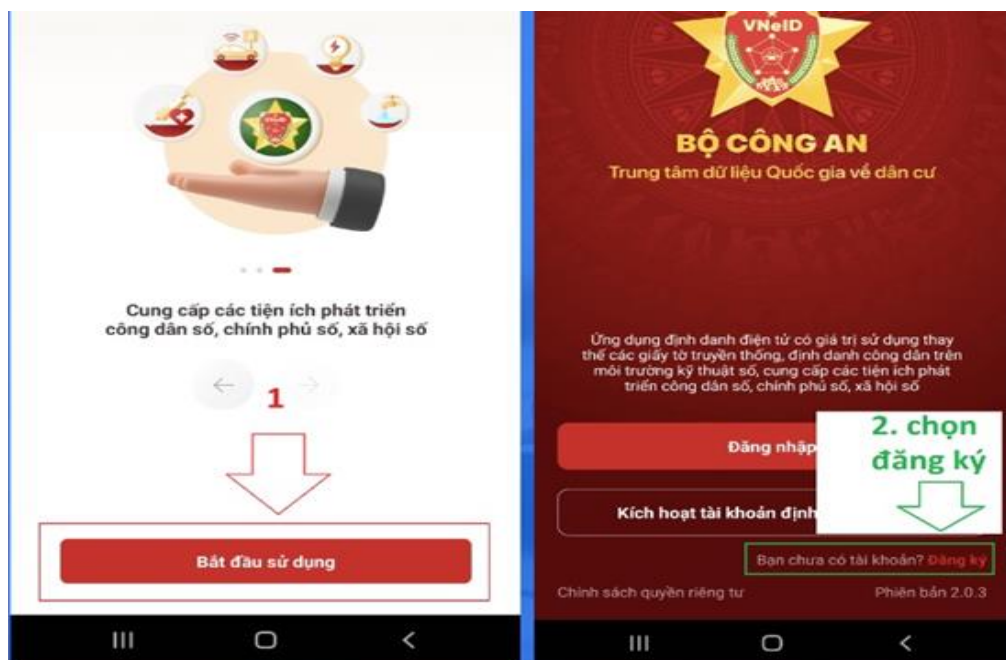 Cung cấp các tiện ích phát triển
công dân số, chính phủ số, xã hội số
1
Bắt đầu sử dụng
VNeID
BỘ CÔNG AN
Trung tâm dữ liệu Quốc gia về dân cư
Ứng dụng định danh điện tử có giá trị sử dụng thay
thế các giấy tờ truyền thống, định danh công dân trên
môi trường kỹ thuật số, cung cấp các tiện ích phát
triển công dân số, chính phủ số, xã hội số
Đăng nhập
2. chọn
đăng ký
Kích hoạt tài khoản định
Bạn chưa có tài khoản? Đăng ký
Chính sách quyền riêng tư
Phiên bản 2.0.3